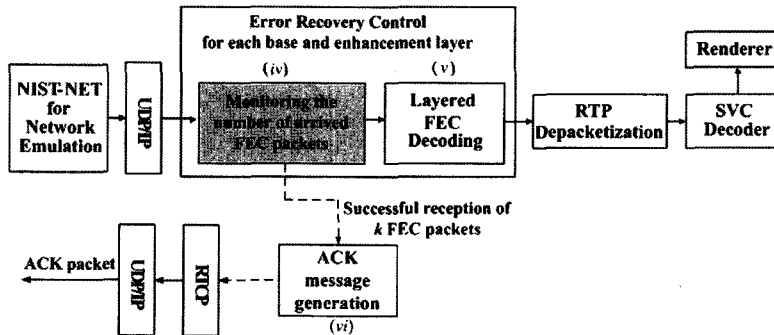 Error Recovery Control
for each base and enhancement layer
(iv)
(v)
NIST-NET
for
Network
Emulation
UDP/IP
Monitoring the
number of arrived
FEC packets
Layered
FEC
Decoding
RTP
Depacketization
SVC
Decoder
Renderer
Successful reception of
k FEC packets
ACK
message
generation
(vi)
RTCP
UDP/IP
ACK packet